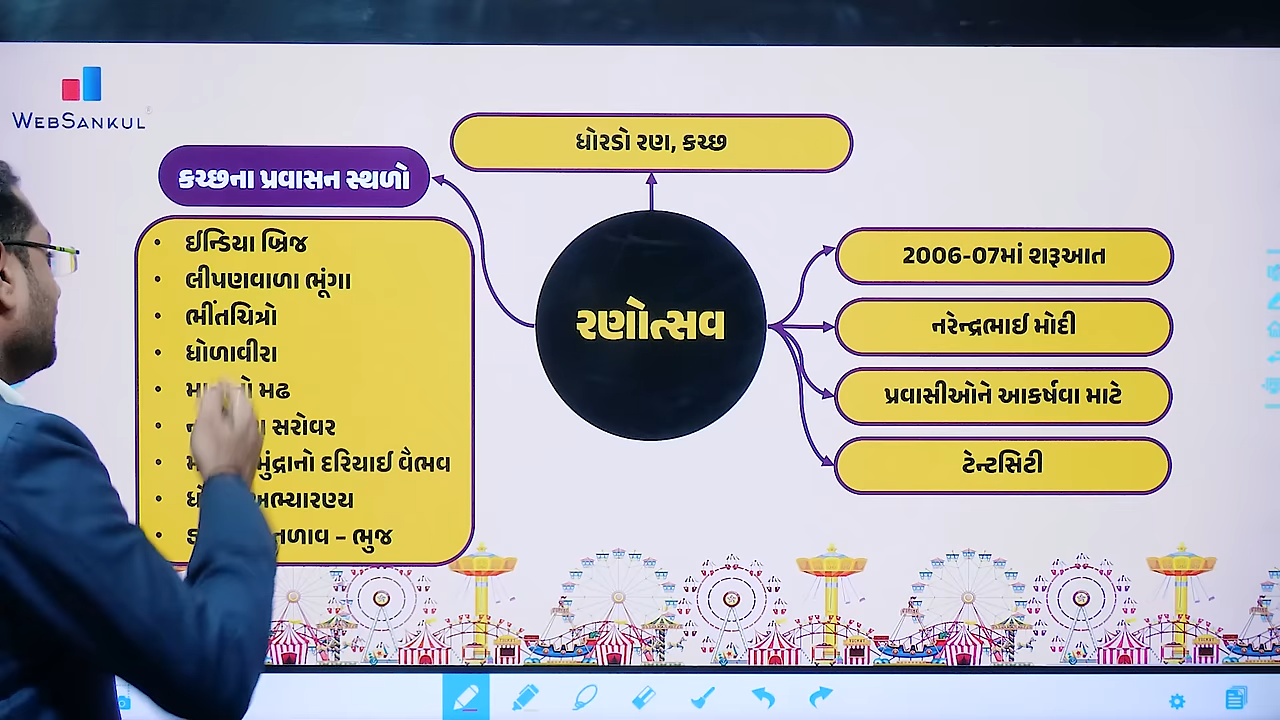 WEBSANKUL
ધોરડો રણ, કચ્છ
કચ્છના પ્રવાસન સ્થળો
ઈન્ડિયા બ્રિજ
લીપણવાળા ભૂંગા
ભીંતચિત્રો
ધોળાવીરા
મઢ
સરોવર
મુંદ્રાનો દરિયાઈ વૈભવ
અભ્યારણ્ય
તળાવ – ભુજ
રણોત્સવ
2006-07માં શરૂઆત
નરેન્દ્રભાઈ મોદી
પ્રવાસીઓને આકર્ષવા માટે
ટેન્ટસિટી